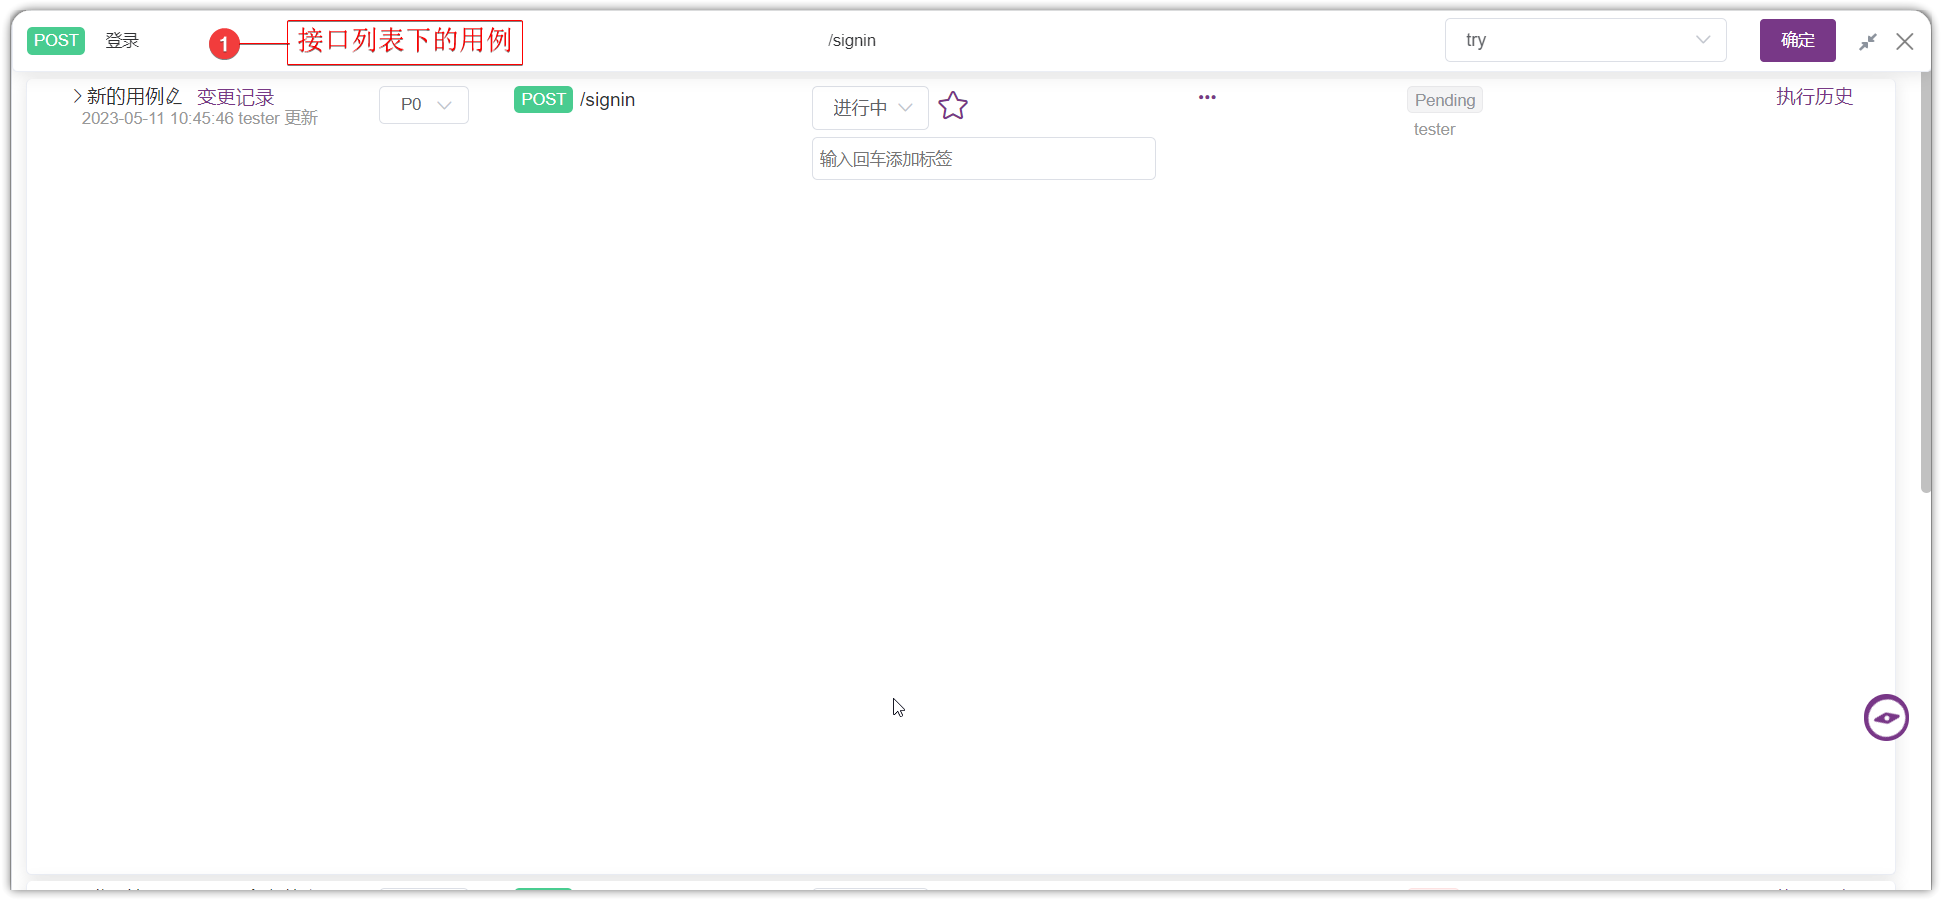 POST 登录 1 接口列表下的用例 /signin try 确定
新的用例 变更记录 P0 POST /signin 进行中 Pending 执行历史
2023-05-11 10:45:46 tester 更新 tester
输入回车添加标签